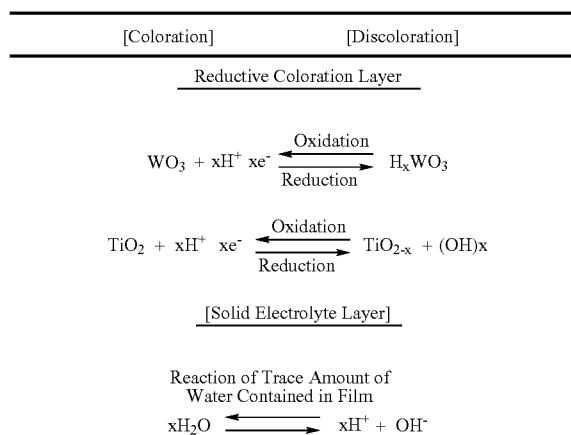 [Coloration] [Discoloration]
Reductive Coloration Layer
Oxidation
WO₃ + xH⁺ xe⁻ HₓWO₃
Reduction
Oxidation
TiO₂ + xH⁺ xe⁻ TiO₂₋ₓ + (OH)x
Reduction
[Solid Electrolyte Layer]
Reaction of Trace Amount of
Water Contained in Film
xH₂O xH⁺ + OH⁻